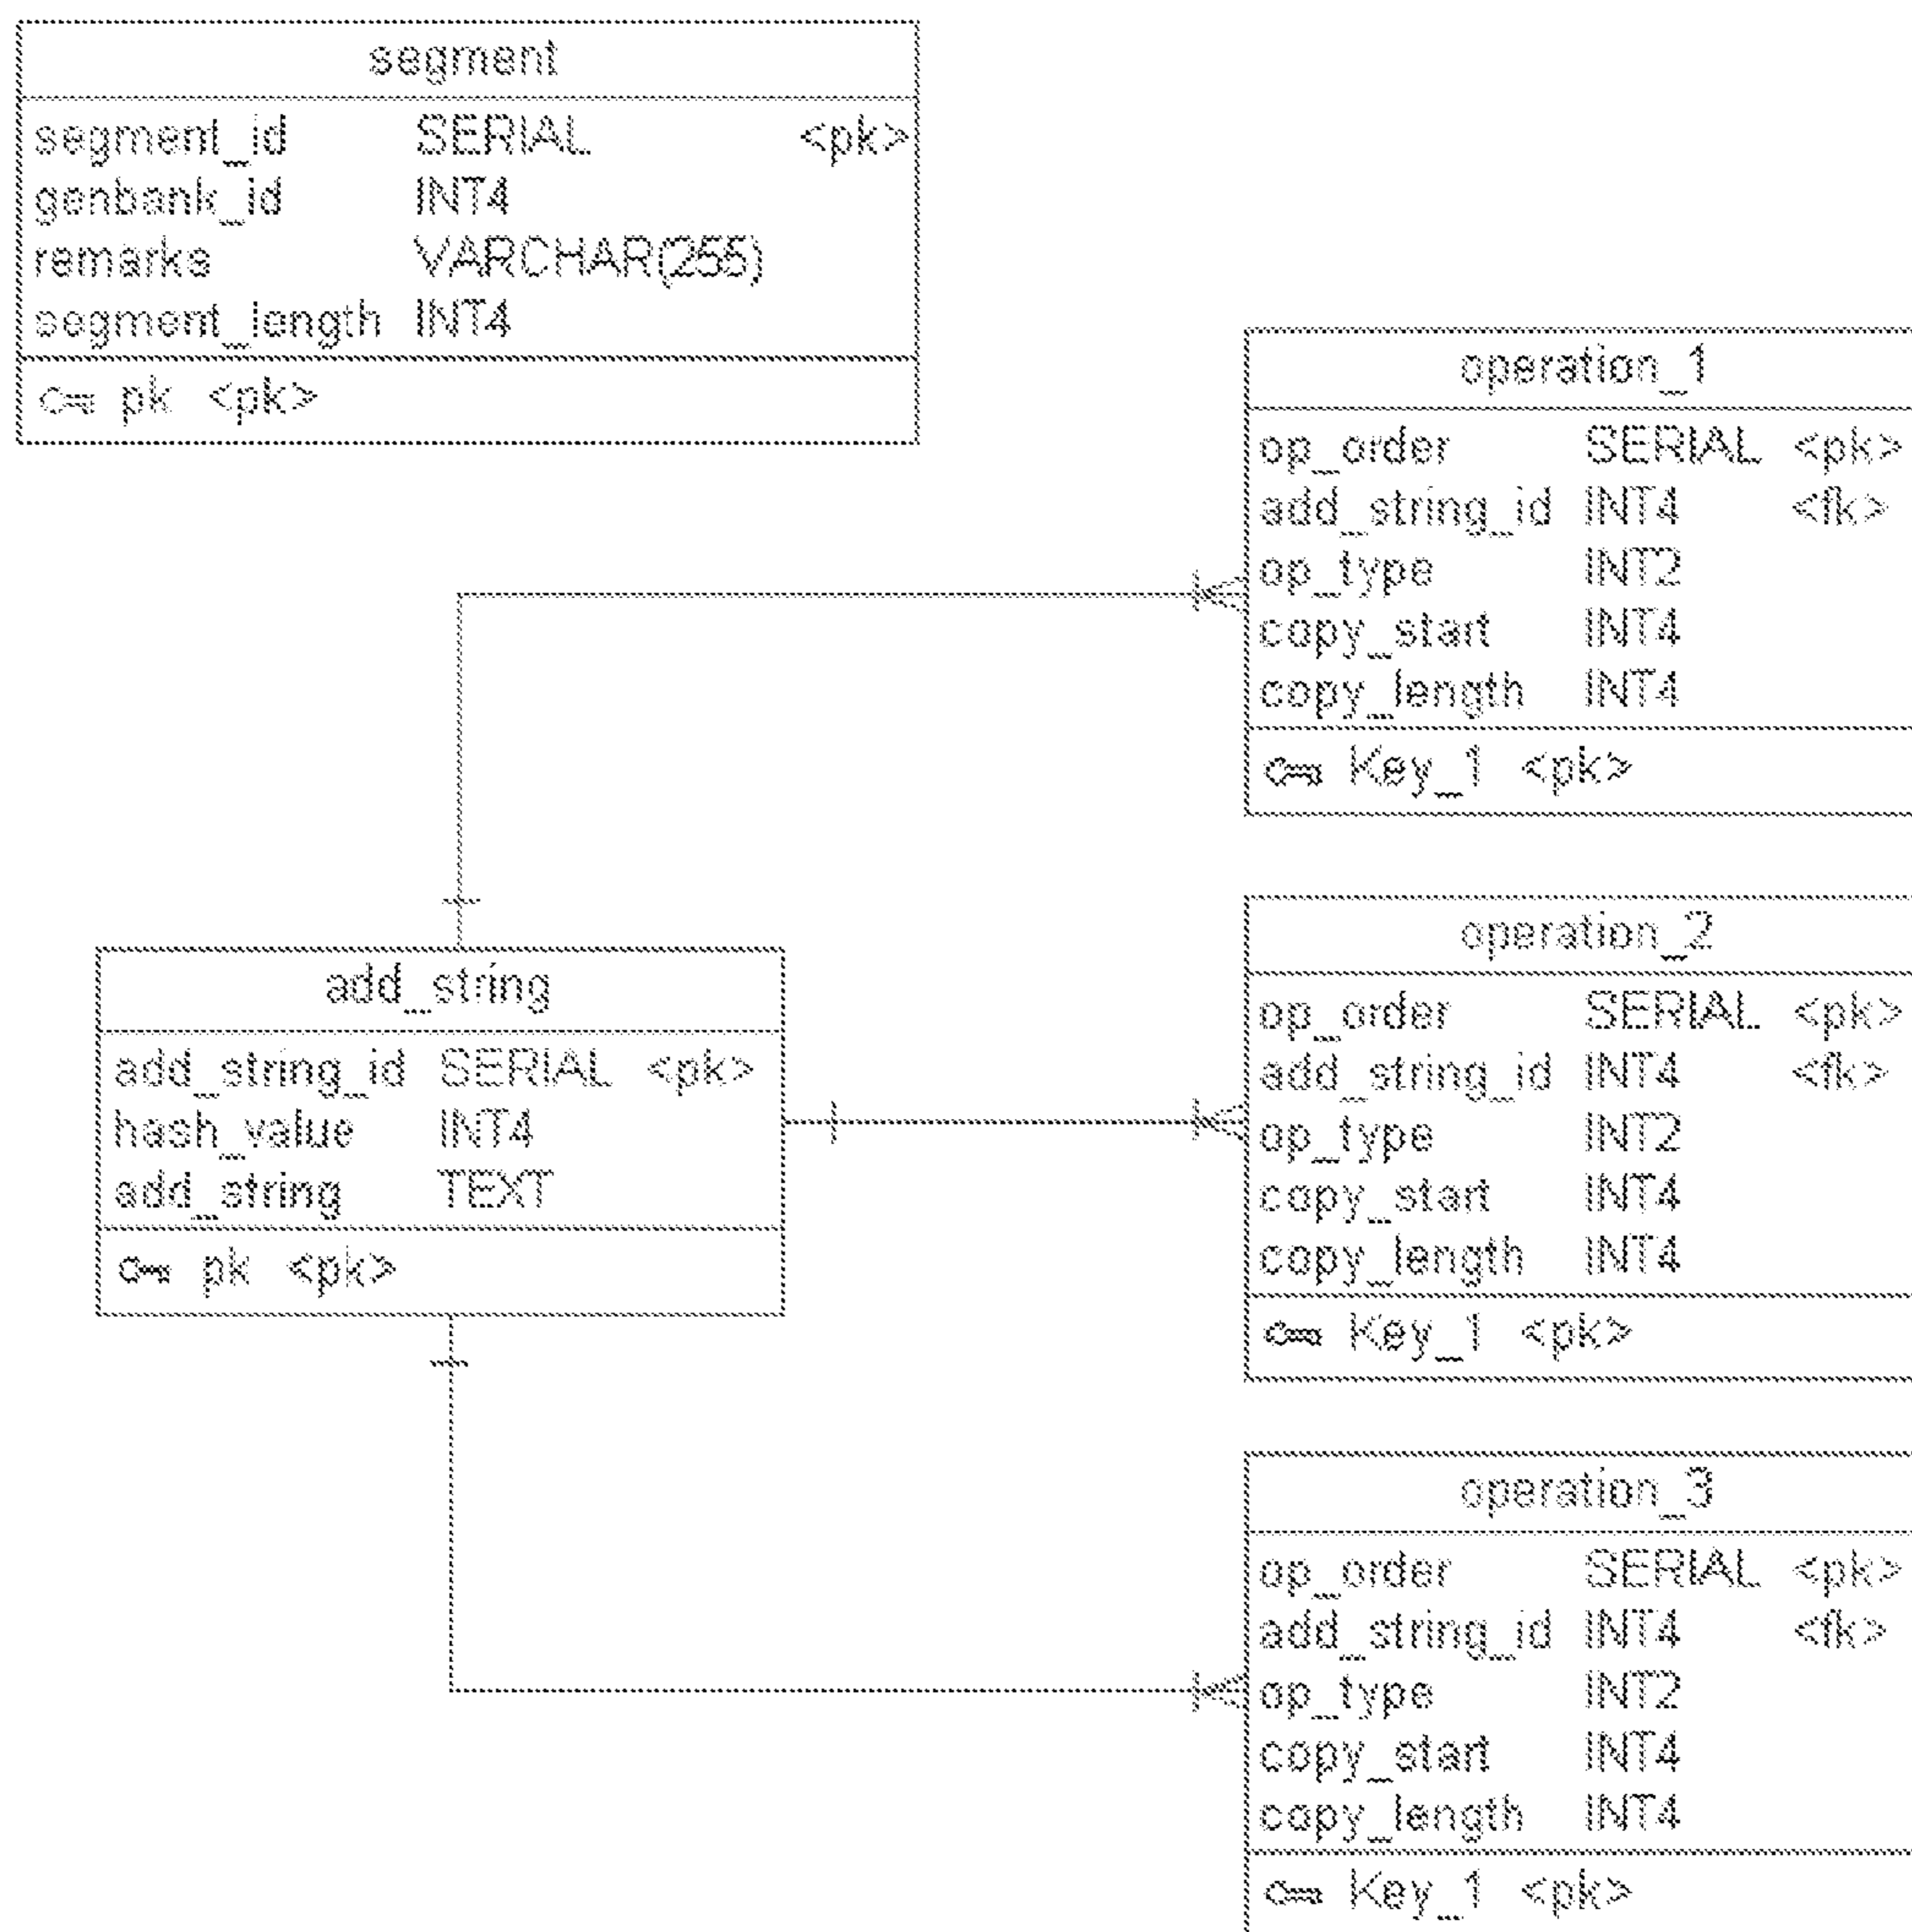 segment
segment_id SERIAL <pk>
genbank_id INT4
remarks VARCHAR(255)
segment_length INT4
pk <pk>
operation_1
op_order SERIAL <pk>
add_string_id INT4 <fk>
op_type INT2
copy_start INT4
copy_length INT4
Key_1 <pk>
add_string
add_string_id SERIAL <pk>
hash_value INT4
add_string TEXT
pk <pk>
operation_2
op_order SERIAL <pk>
add_string_id INT4 <fk>
op_type INT2
copy_start INT4
copy_length INT4
Key_1 <pk>
operation_3
op_order SERIAL <pk>
add_string_id INT4 <fk>
op_type INT2
copy_start INT4
copy_length INT4
Key_1 <pk>